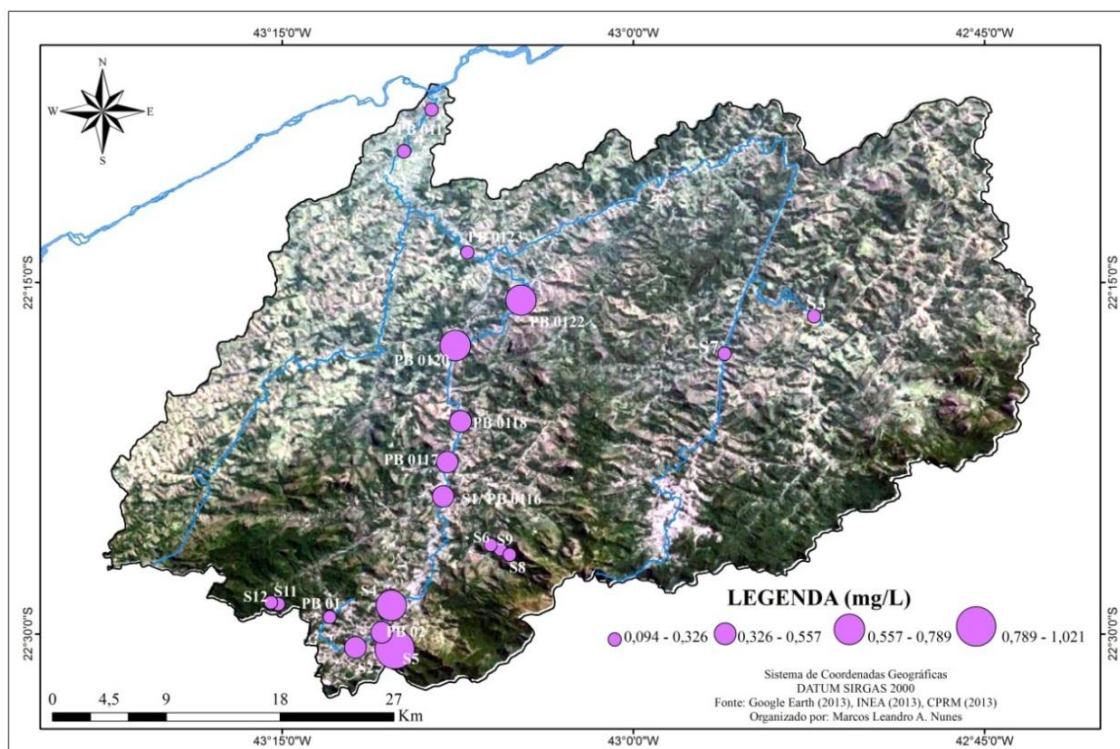 43°15'0"W
43°0'0"W
42°45'0"W
N
W
E
S
PB 011
PB 0123
22°15'0"S
22°15'0"S
S3
PB 0122
S7
PB 0120
PB 0118
PB 0117
S1/PB 0116
S6
S9
S8
S12
S11
PB 01
S4
LEGENDA (mg/L)
22°30'0"S
PB 02
0,094 - 0,326
0,326 - 0,557
0,557 - 0,789
0,789 - 1,021
22°30'0"S
S5
Sistema de Coordenadas Geográficas
DATUM SIRGAS 2000
Fonte: Google Earth (2013), INEA (2013), CPRM (2013)
Organizado por: Marcos Leandro A. Nunes
0
4,5
9
18
27
Km
43°15'0"W
43°0'0"W
42°45'0"W